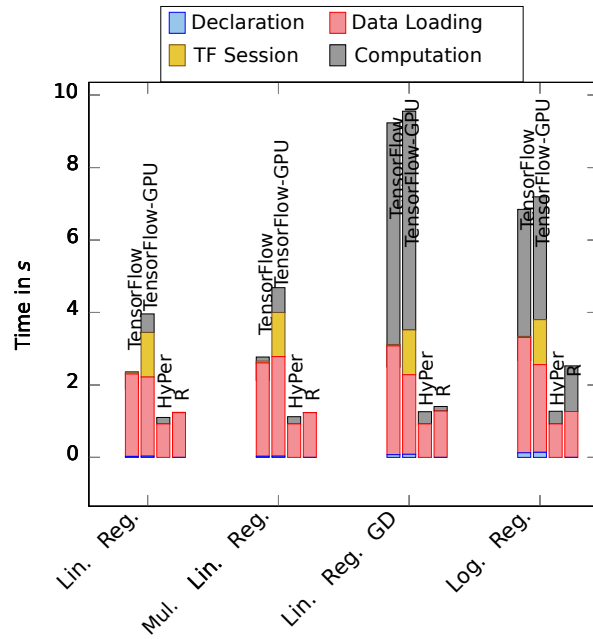 Declaration
Data Loading
TF Session
Computation
Time in s
10
8
6
4
2
0
TensorFlow
TensorFlow-GPU
HyPer
R
TensorFlow
TensorFlow-GPU
HyPer
R
TensorFlow
TensorFlow-GPU
HyPer
R
TensorFlow
TensorFlow-GPU
HyPer
R
Lin. Reg.
Mul. Lin. Reg.
Lin. Reg. GD
Log. Reg.